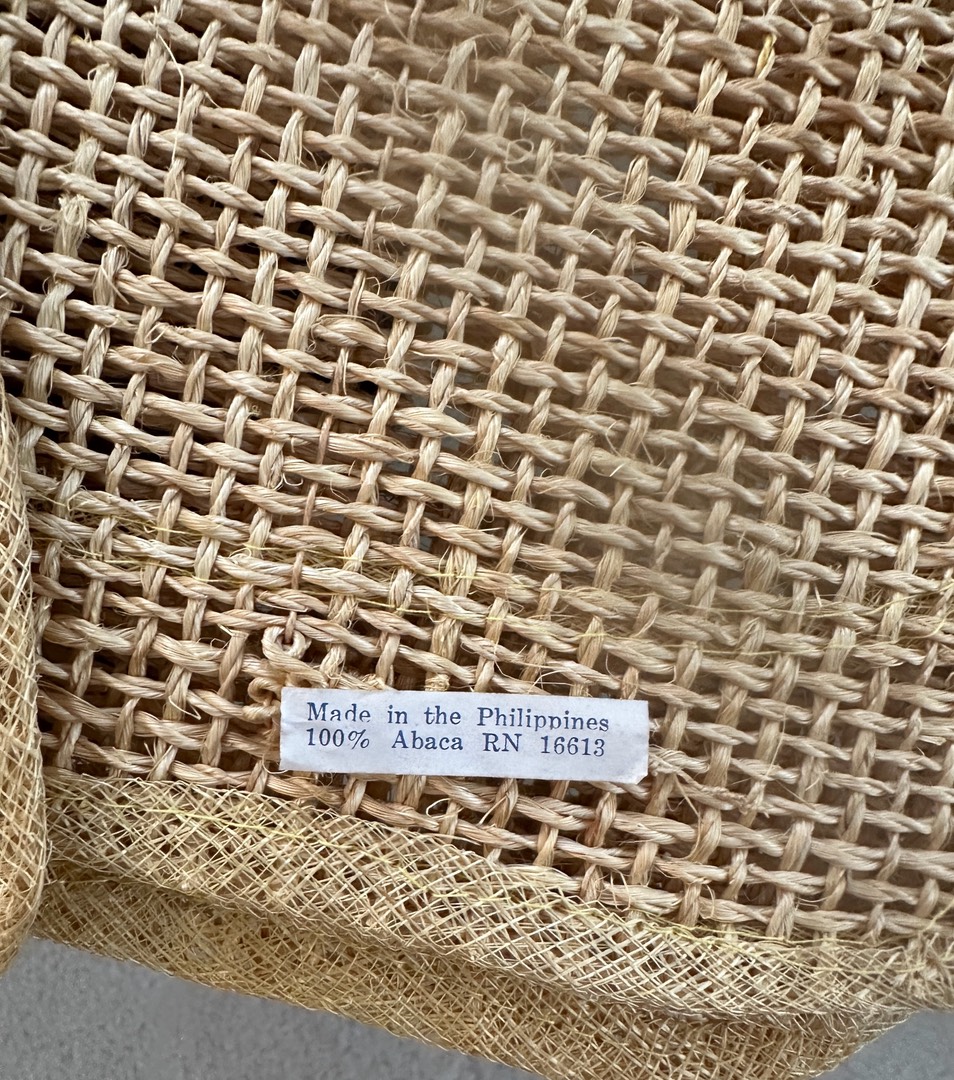 Made in the Philippines
100% Abaca RN 16613